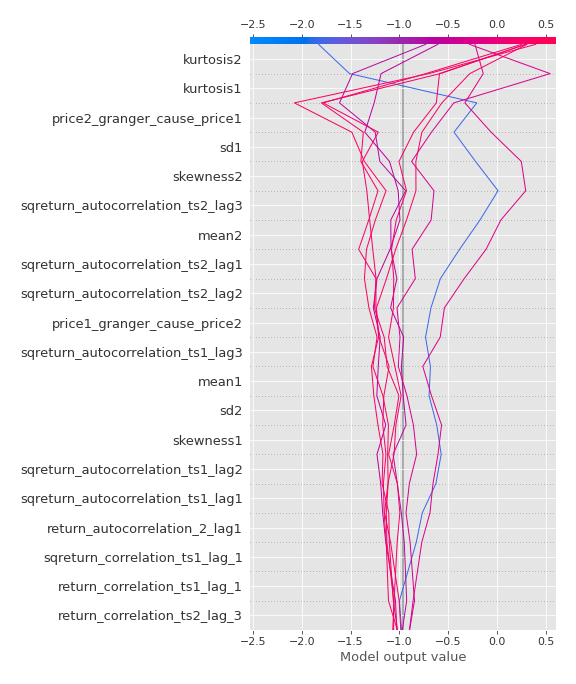 −2.5 −2.0 −1.5 −1.0 −0.5 0.0 0.5
kurtosis2
kurtosis1
price2_granger_cause_price1
sd1
skewness2
sqreturn_autocorrelation_ts2_lag3
mean2
sqreturn_autocorrelation_ts2_lag1
sqreturn_autocorrelation_ts2_lag2
price1_granger_cause_price2
sqreturn_autocorrelation_ts1_lag3
mean1
sd2
skewness1
sqreturn_autocorrelation_ts1_lag2
sqreturn_autocorrelation_ts1_lag1
return_autocorrelation_2_lag1
sqreturn_correlation_ts1_lag_1
return_correlation_ts1_lag_1
return_correlation_ts2_lag_3
−2.5 −2.0 −1.5 −1.0 −0.5 0.0 0.5
Model output value